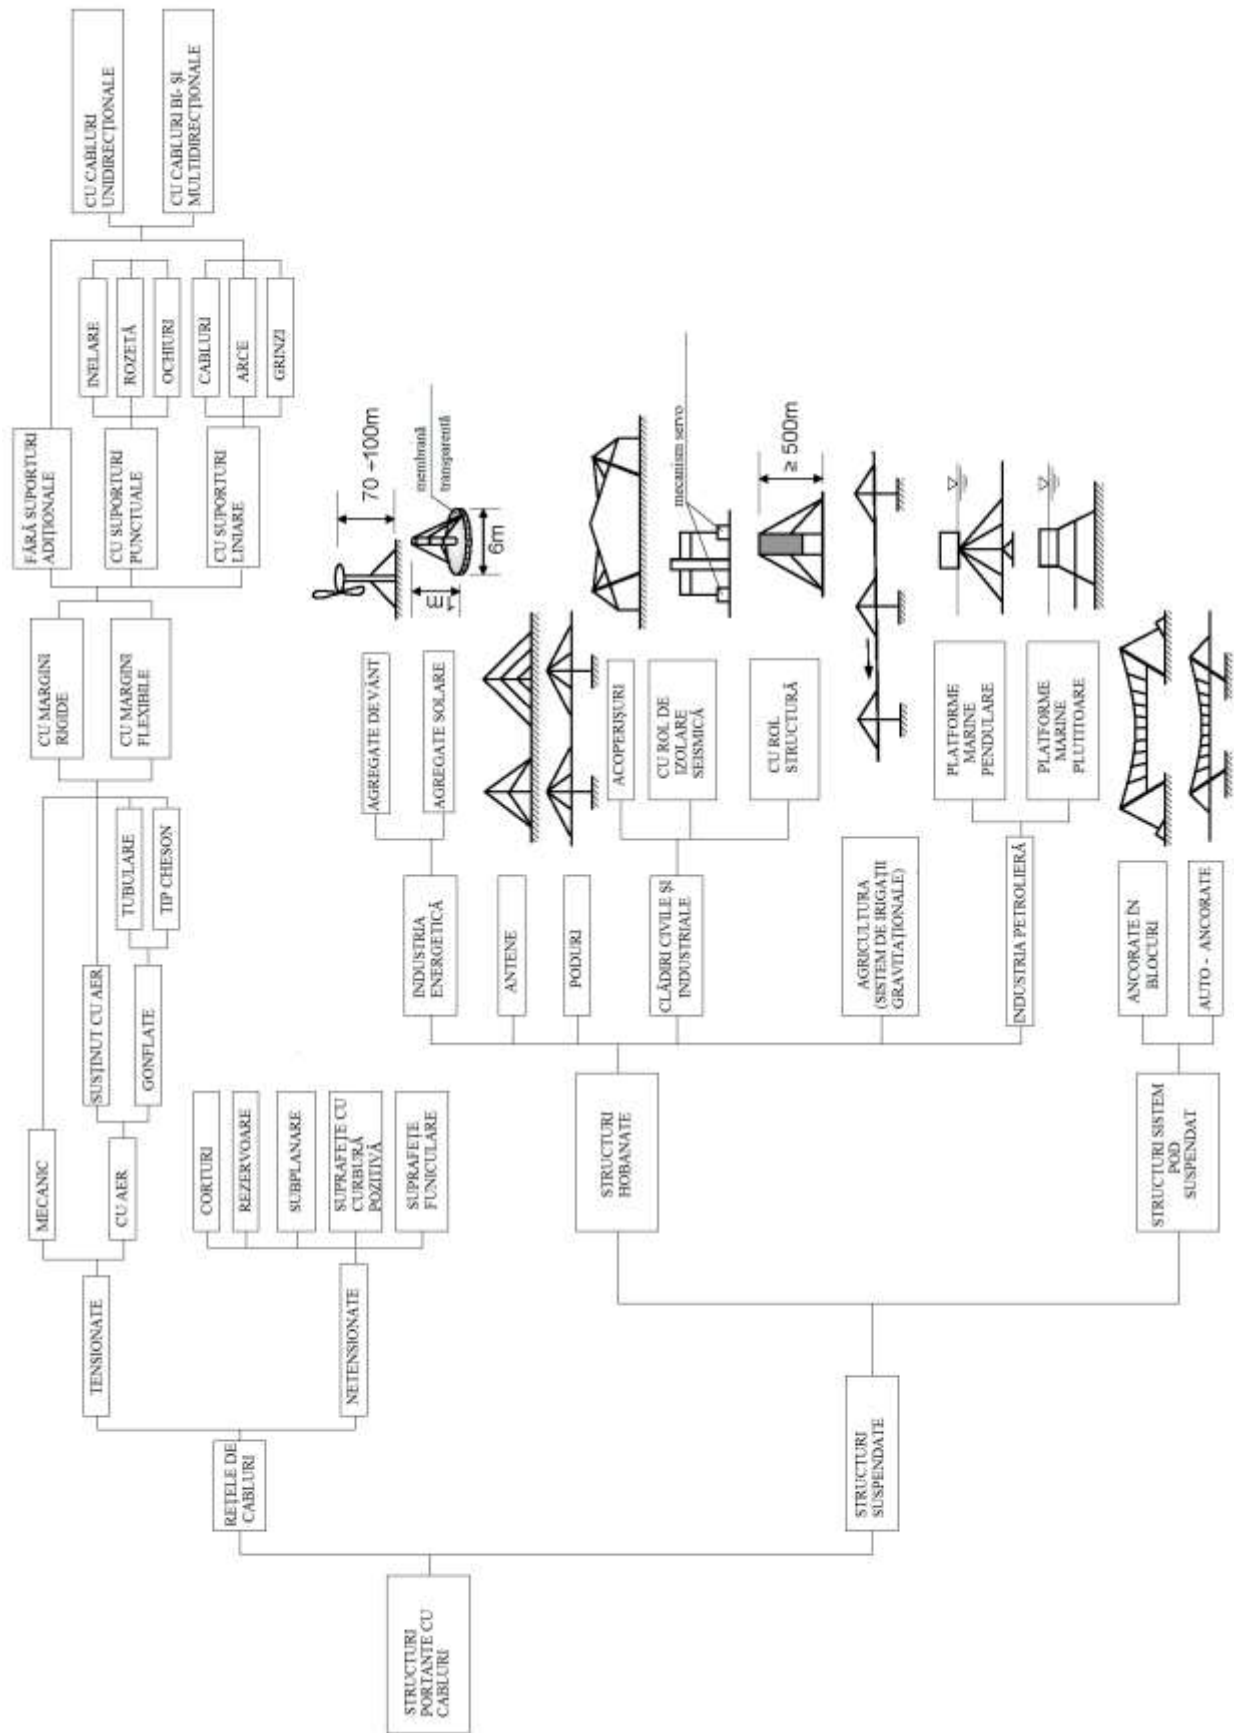 STRUCTURI
PORTANTE CU
CABLURI
REȚELE DE
CABLURI
TENSIONATE
MECANIC
CU AER
SUSȚINUT CU AER
GONFLATE
TUBULARE
TIP CHESON
CU MARGINI
RIGIDE
CU MARGINI
FLEXIBILE
FĂRĂ SUPORTURI
ADIȚIONALE
CU SUPORTURI
PUNCTUALE
CU SUPORTURI
LINIARE
INELARE
ROZETĂ
OCHIURI
CABLURI
ARCE
GRINZI
CU CABLURI
UNIDIRECȚIONALE
CU CABLURI BI- ȘI
MULTIDIRECȚIONALE
NETENSIONATE
CORTURI
REZERVOARE
SUBPLANARE
SUPRAFEȚE CU
CURBURĂ
POZITIVĂ
SUPRAFEȚE
FUNICULARE
STRUCTURI
SUSPENDATE
STRUCTURI
HOBANATE
INDUSTRIA
ENERGETICĂ
AGREGATE DE VÂNT
70 -100m
AGREGATE SOLARE
1m
6m
membrană
transparentă
ANTENE
PODURI
CLĂDIRI CIVILE ȘI
INDUSTRIALE
ACOPERIȘURI
CU ROL DE
IZOLARE
SEISMICĂ
mecanism servo
CU ROL
STRUCTURĂ
≥ 500m
AGRICULTURA
(SISTEM DE IRIGAȚII
GRAVITAȚIONALE)
INDUSTRIA PETROLIERĂ
PLATFORME
MARINE
PENDULARE
PLATFORME
MARINE
PLUTITOARE
STRUCTURI SISTEM
POD
SUSPENDAT
ANCORATE ÎN
BLOCURI
AUTO - ANCORATE